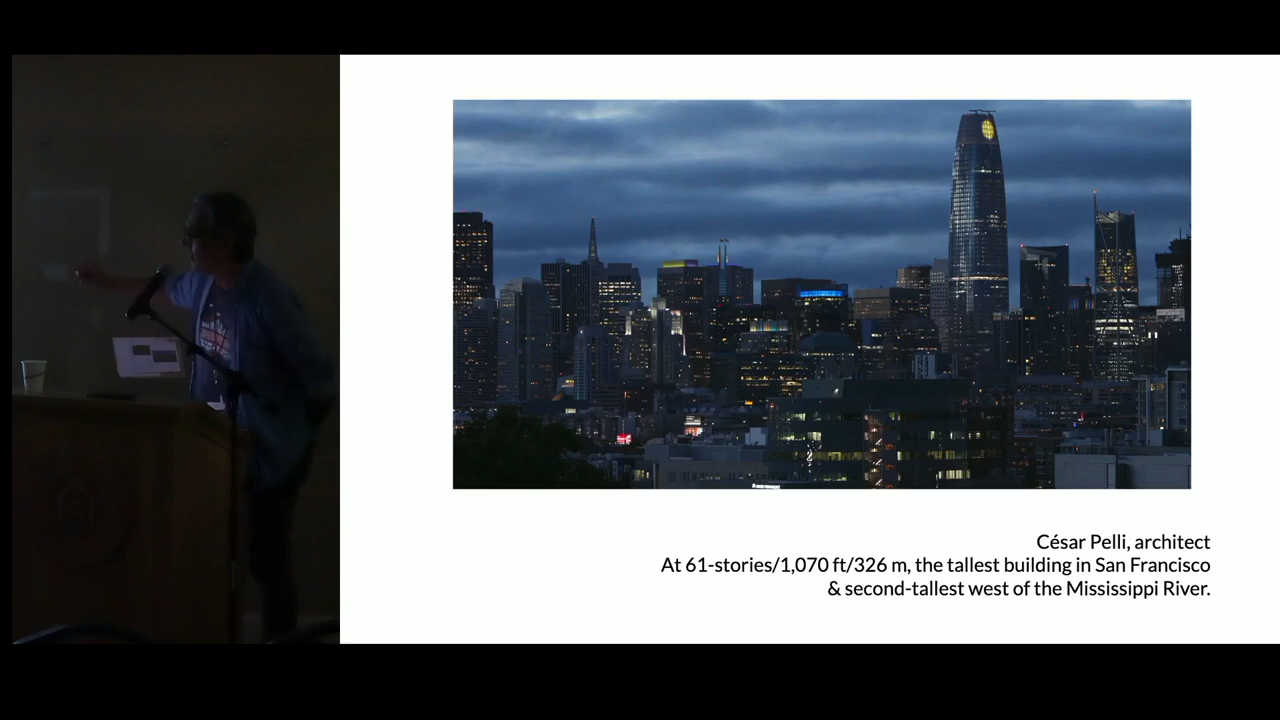 César Pelli, architect
At 61-stories/1,070 ft/326 m, the tallest building in San Francisco
& second-tallest west of the Mississippi River.